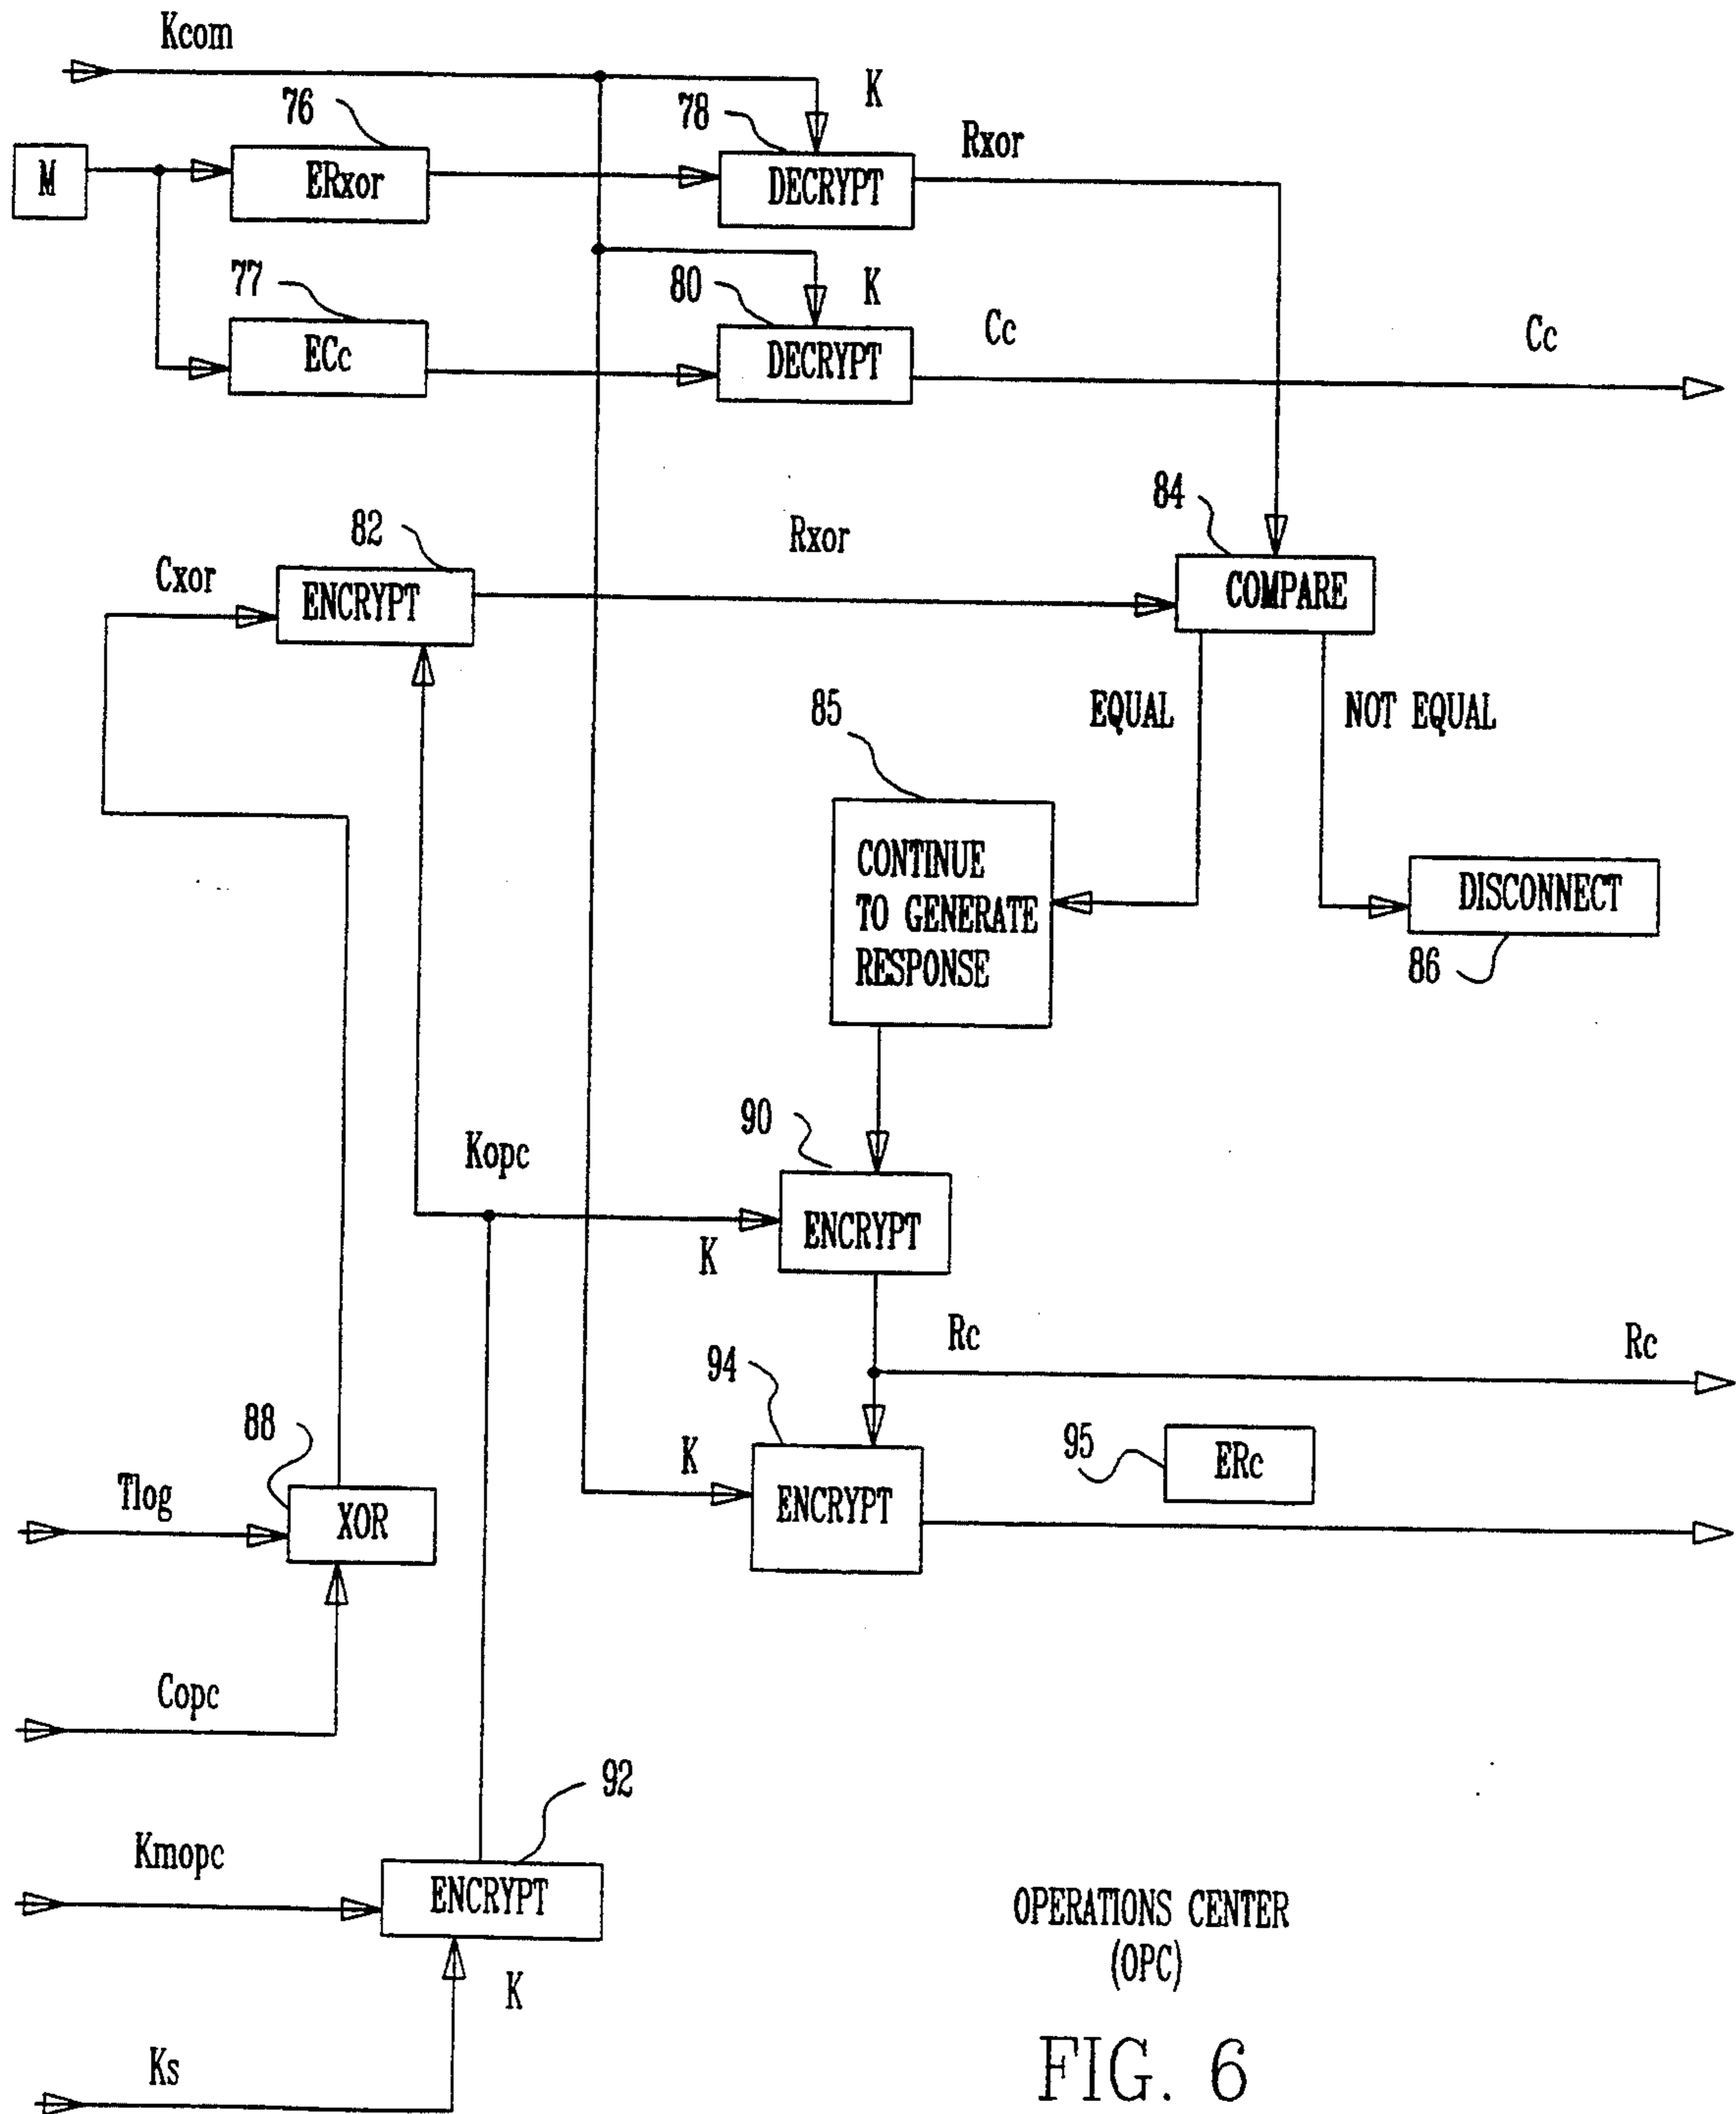 Kcom
K
76
78
Rxor
M
ERxor
DECRYPT
77
80
K
Cc
Cc
ECc
DECRYPT
84
82
Rxor
Cxor
ENCRYPT
COMPARE
85
EQUAL
NOT EQUAL
CONTINUE
TO GENERATE
RESPONSE
DISCONNECT
86
90
Kopc
ENCRYPT
K
Rc
Rc
94
88
K
95
ERc
Tlog
XOR
ENCRYPT
Copc
92
Kmopc
ENCRYPT
K
Ks
OPERATIONS CENTER
(OPC)
FIG. 6